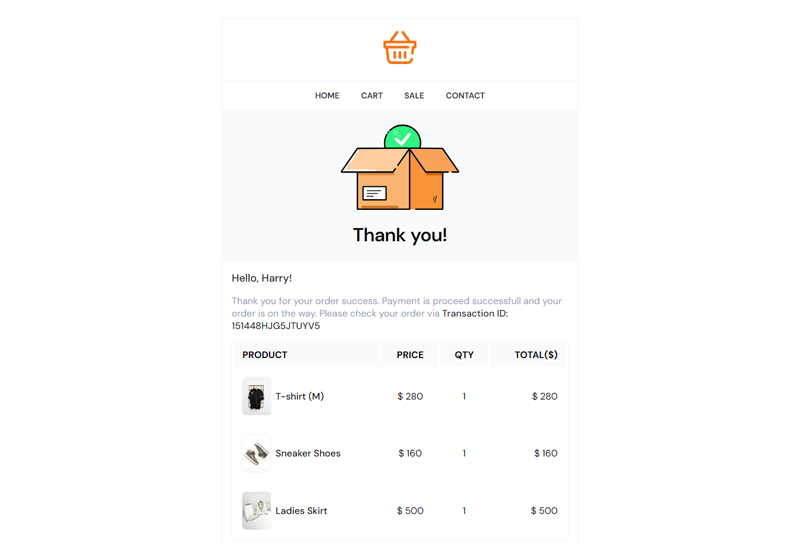 HOME CART SALE CONTACT
Thank you!
Hello, Harry!
Thank you for your order success. Payment is proceed successfull and your
order is on the way. Please check your order via Transaction ID:
151448HJG5JTUYV5
PRODUCT PRICE QTY TOTAL($)
T-shirt (M) $ 280 1 $ 280
Sneaker Shoes $ 160 1 $ 160
Ladies Skirt $ 500 1 $ 500